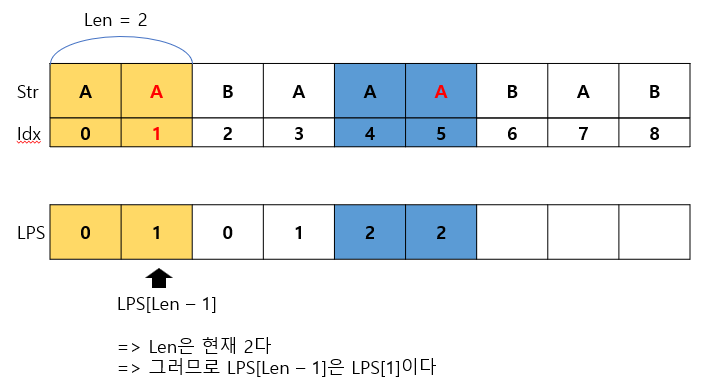 Len = 2
Str A A B A A A B A B
Idx 0 1 2 3 4 5 6 7 8
LPS 0 1 0 1 2 2
LPS[Len – 1]
=> Len은 현재 2다
=> 그러므로 LPS[Len – 1]은 LPS[1]이다